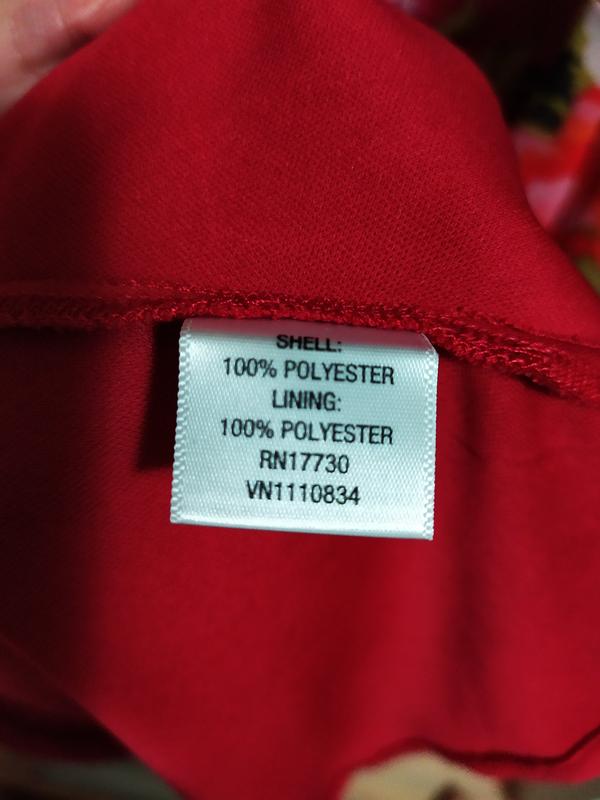 SHELL:
100% POLYESTER
LINING:
100% POLYESTER
RN17730
VN1110834